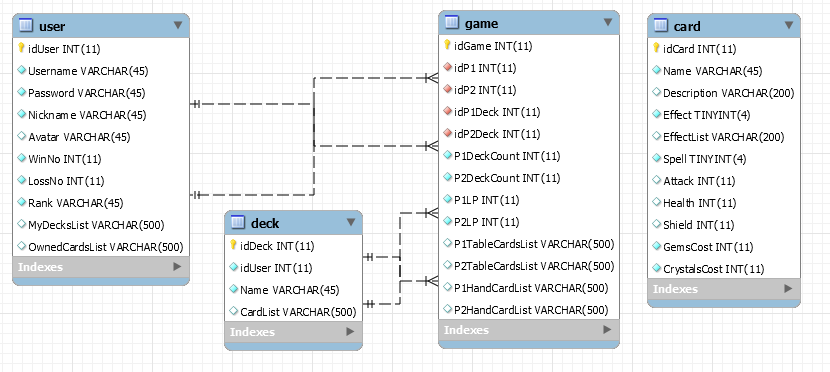 user
idUser INT(11)
Username VARCHAR(45)
Password VARCHAR(45)
Nickname VARCHAR(45)
Avatar VARCHAR(45)
WinNo INT(11)
LossNo INT(11)
Rank VARCHAR(45)
MyDecksList VARCHAR(500)
OwnedCardsList VARCHAR(500)
Indexes
deck
idDeck INT(11)
idUser INT(11)
Name VARCHAR(45)
CardList VARCHAR(500)
Indexes
game
idGame INT(11)
idP1 INT(11)
idP2 INT(11)
idP1Deck INT(11)
idP2Deck INT(11)
P1DeckCount INT(11)
P2DeckCount INT(11)
P1LP INT(11)
P2LP INT(11)
P1TableCardsList VARCHAR(500)
P2TableCardsList VARCHAR(500)
P1HandCardList VARCHAR(500)
P2HandCardList VARCHAR(500)
Indexes
card
idCard INT(11)
Name VARCHAR(45)
Description VARCHAR(200)
Effect TINYINT(4)
EffectList VARCHAR(200)
Spell TINYINT(4)
Attack INT(11)
Health INT(11)
Shield INT(11)
GemsCost INT(11)
CrystalsCost INT(11)
Indexes